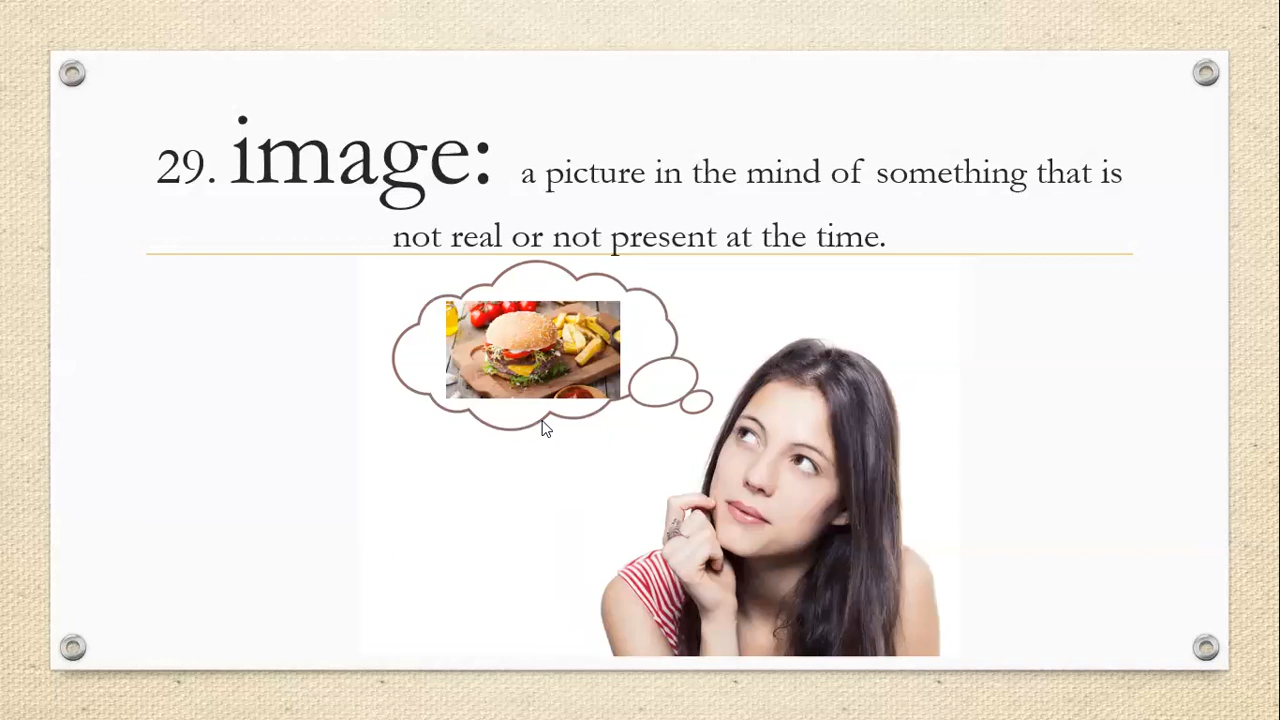 29. image: a picture in the mind of something that is
not real or not present at the time.